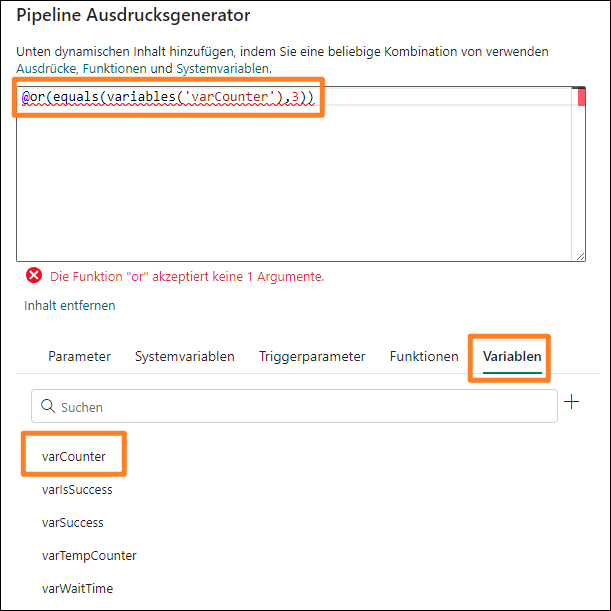 Pipeline Ausdrucksgenerator
Unten dynamischen Inhalt hinzufügen, indem Sie eine beliebige Kombination von verwenden
Ausdrücke, Funktionen und Systemvariablen.
@or(equals(variables('varCounter'),3))
Die Funktion "or" akzeptiert keine 1 Argumente.
Inhalt entfernen
Parameter Systemvariablen Triggerparameter Funktionen Variablen
Suchen
varCounter
varIsSuccess
varSuccess
varTempCounter
varWaitTime